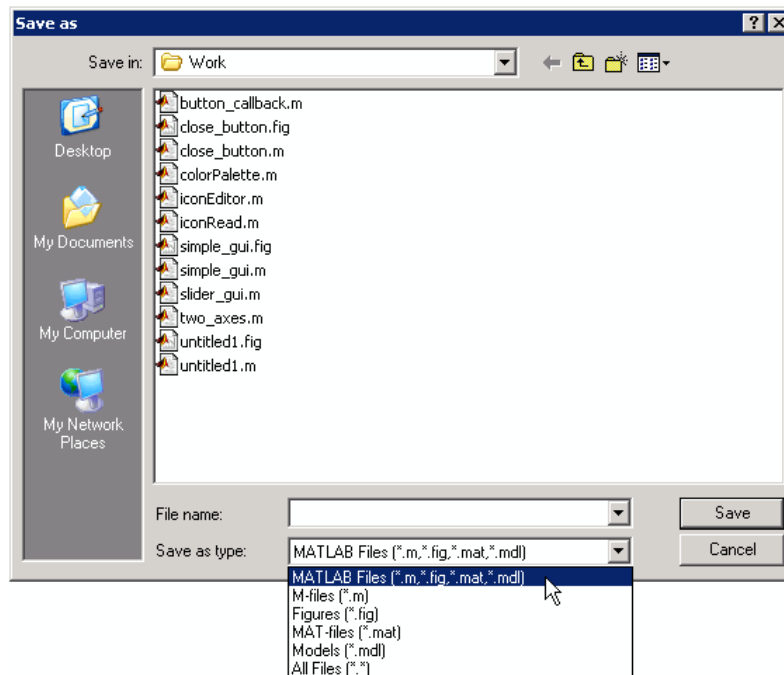 Save as
Save in: Work
Desktop
My Documents
My Computer
My Network
Places
button_callback.m
close_button.fig
close_button.m
colorPalette.m
iconEditor.m
iconRead.m
simple_gui.fig
simple_gui.m
slider_gui.m
two_axes.m
untitled1.fig
untitled1.m
File name:
Save
Save as type: MATLAB Files (*.m,*.fig,*.mat,*.mdl)
Cancel
MATLAB Files (*.m,*.fig,*.mat,*.mdl)
M-files (*.m)
Figures (*.fig)
MAT-files (*.mat)
Models (*.mdl)
All Files (*.*)